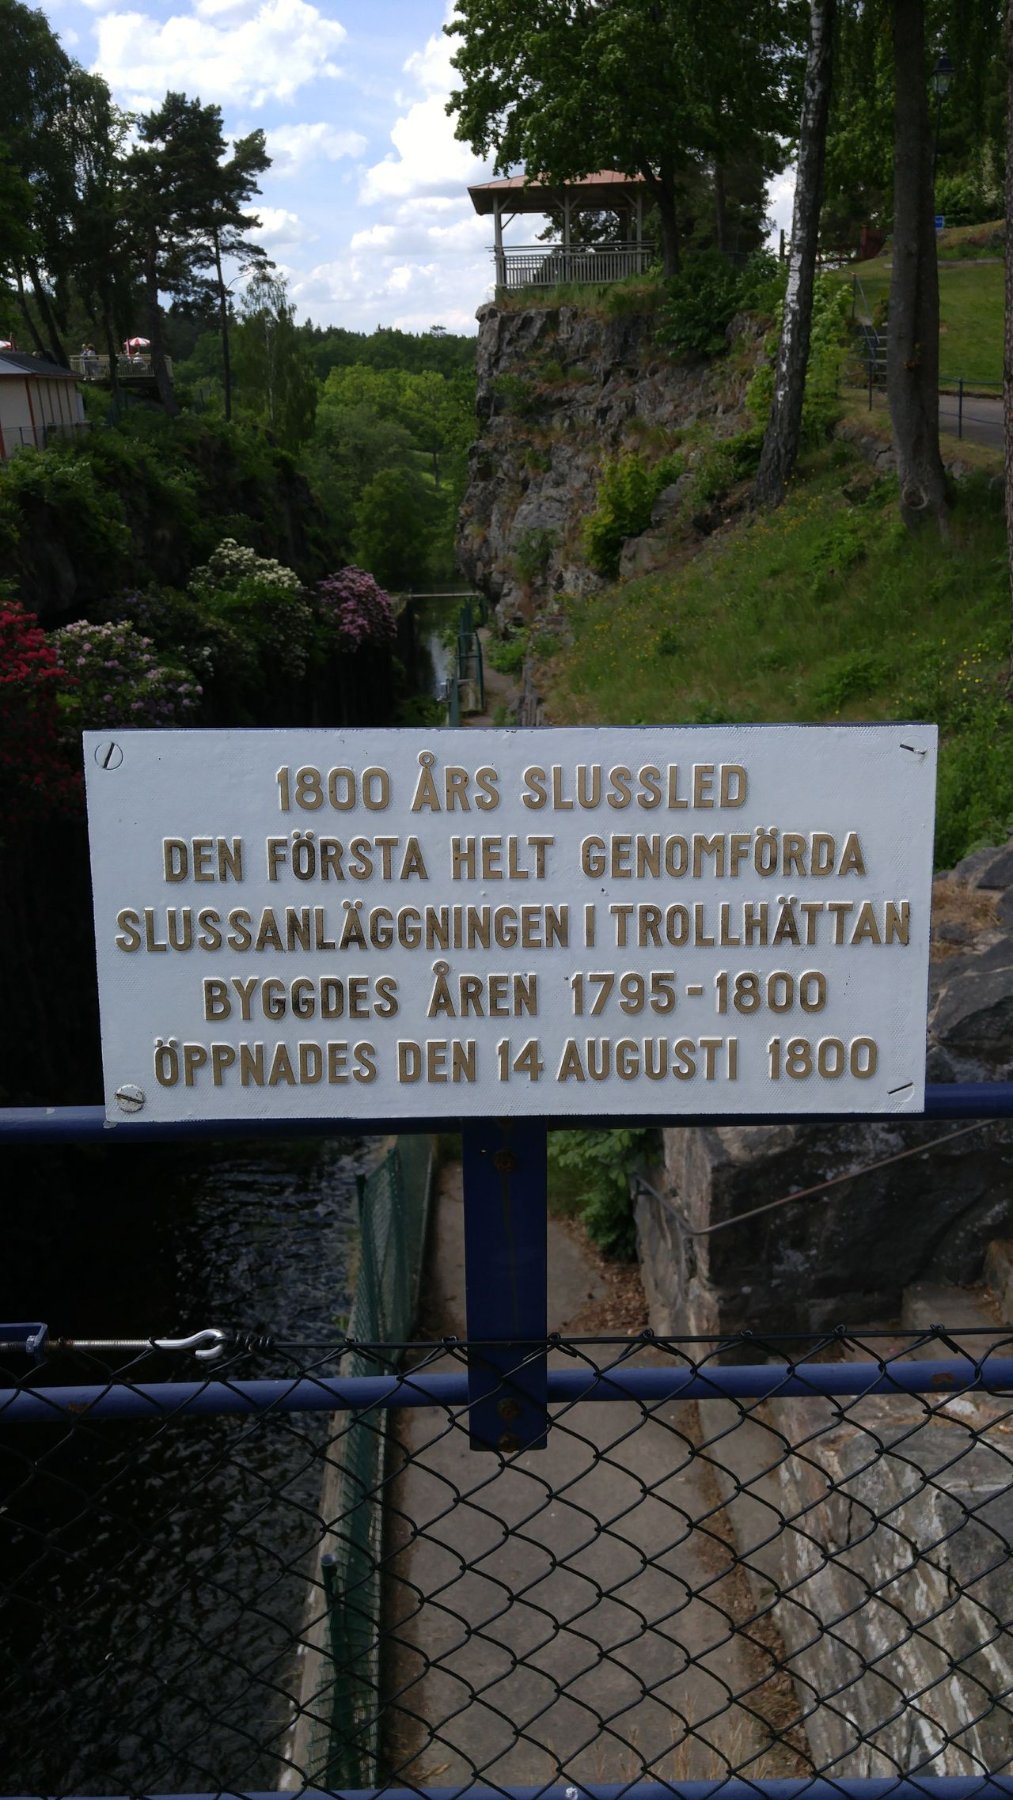 1800 ÅRS SLUSSLED
DEN FÖRSTA HELT GENOMFÖRDA
SLUSSANLÄGGNINGEN I TROLLHÄTTAN
BYGGDES ÅREN 1795-1800
ÖPPNADES DEN 14 AUGUSTI 1800